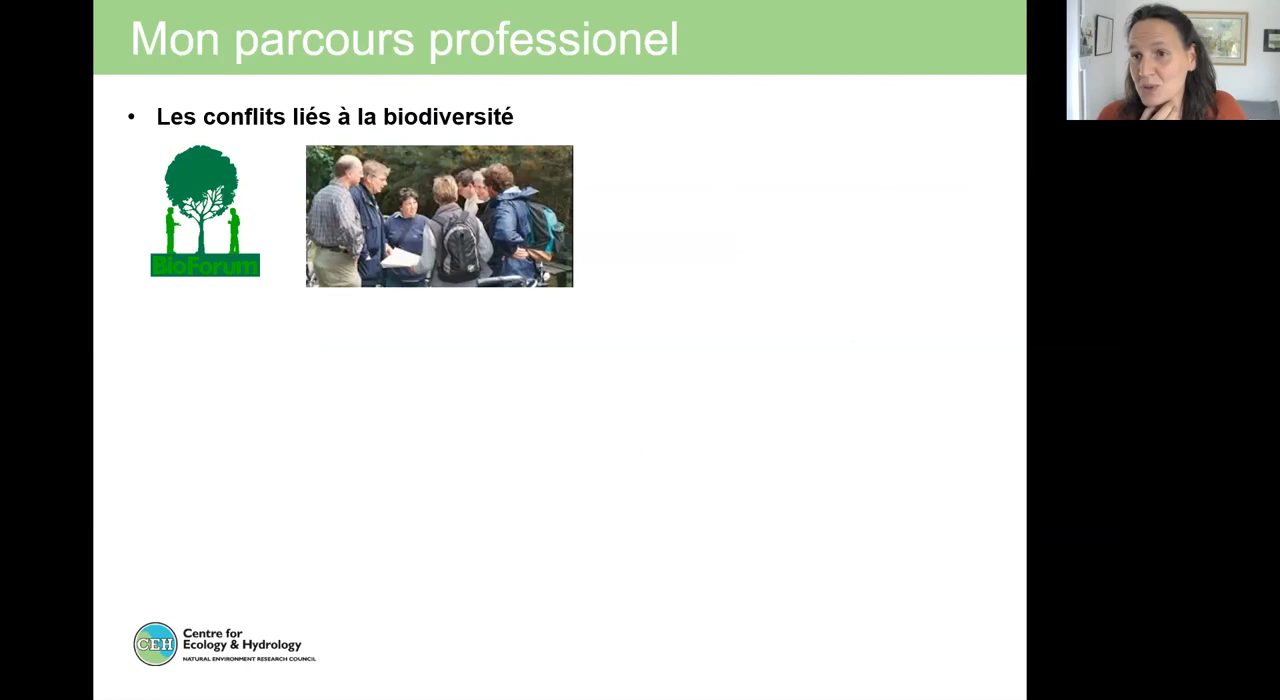 Mon parcours professionel
• Les conflits liés à la biodiversité
BioForum
CEH
Centre for
Ecology & Hydrology
NATURAL ENVIRONMENT RESEARCH COUNCIL